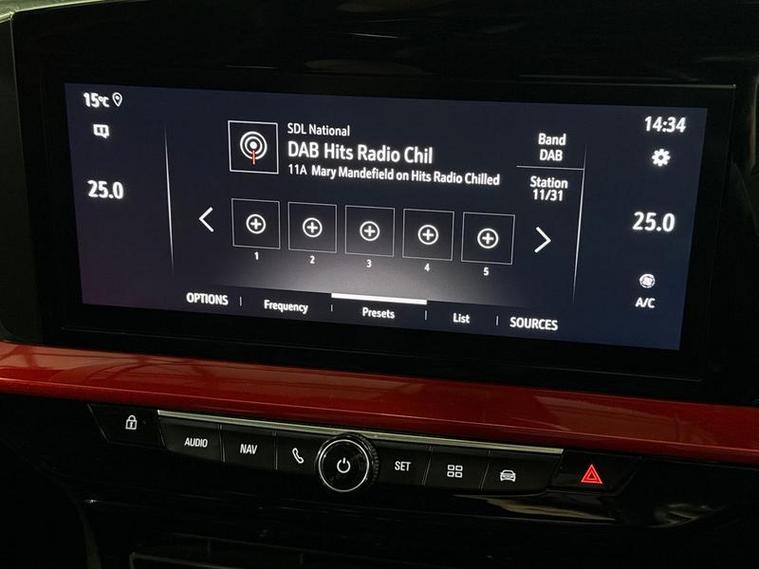 15°C
14:34
SDL National
DAB Hits Radio Chil
11A Mary Mandefield on Hits Radio Chilled
Band
DAB
Station
11/31
25.0
25.0
1 2 3 4 5
A/C
OPTIONS Frequency Presets List SOURCES
AUDIO NAV SET